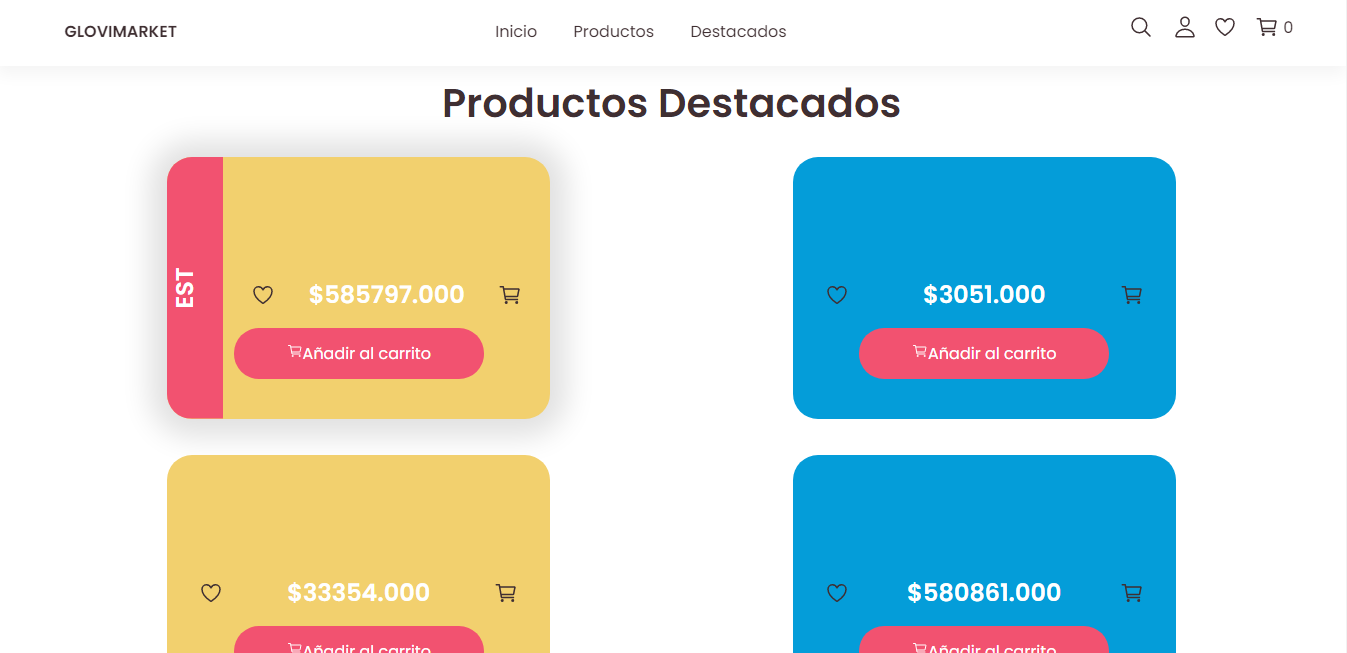 GLOVIMARKET Inicio Productos Destacados 0
Productos Destacados
EST
$585797.000
Añadir al carrito
$3051.000
Añadir al carrito
$33354.000
Añadir al carrito
$580861.000
Añadir al carrito